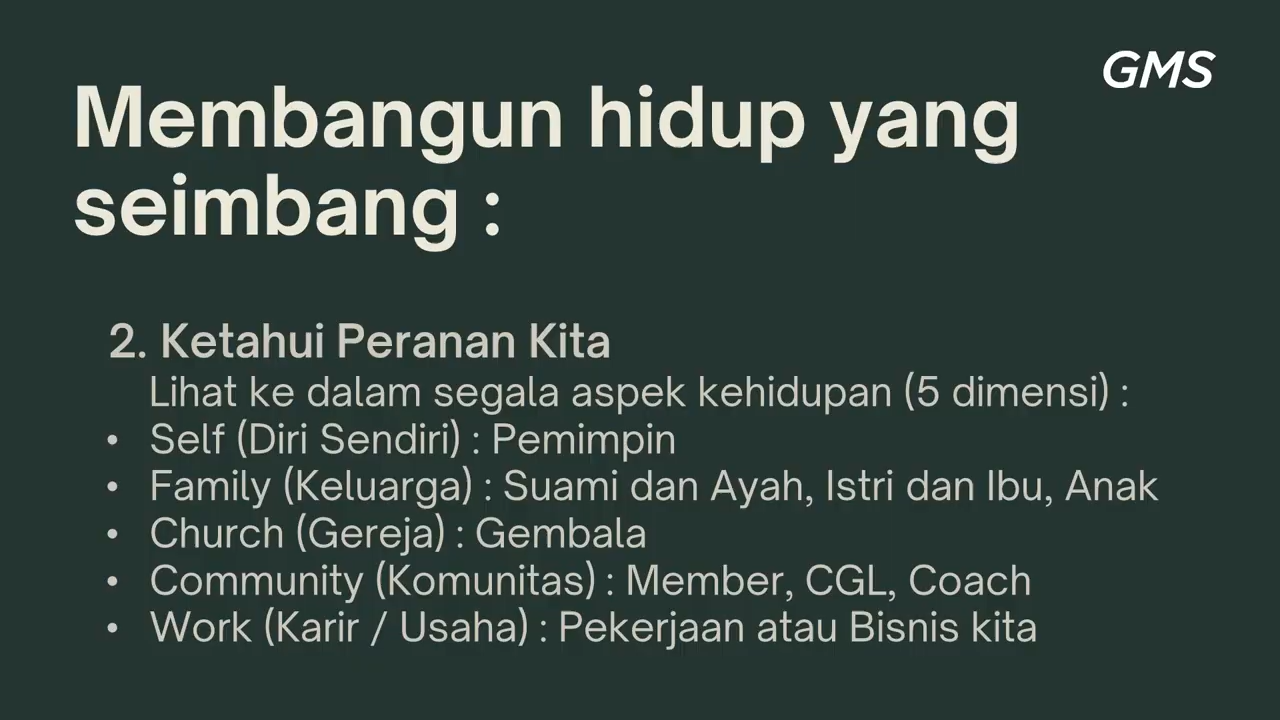 GMS
Membangun hidup yang
seimbang :
2. Ketahui Peranan Kita
Lihat ke dalam segala aspek kehidupan (5 dimensi) :
• Self (Diri Sendiri) : Pemimpin
• Family (Keluarga) : Suami dan Ayah, Istri dan Ibu, Anak
• Church (Gereja) : Gembala
• Community (Komunitas) : Member, CGL, Coach
• Work (Karir / Usaha) : Pekerjaan atau Bisnis kita